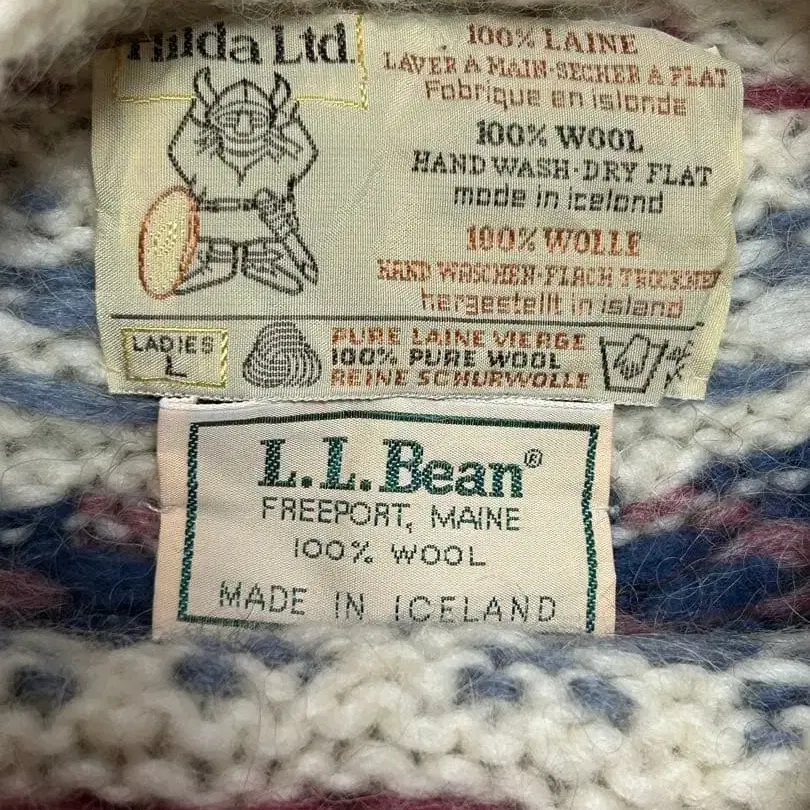 Hilda Ltd.
100% LAINE
LAVER A MAIN-SECHER A PLAT
Fabrique en islande
100% WOOL
HAND WASH-DRY FLAT
made in iceland
100% WOLLE
HAND WASCHEN-FLACH TROCKNEN
hergestellt in island
LADIES
L
PURE LAINE VIERGE
100% PURE WOOL
REINE SCHURWOLLE
L.L.Bean®
FREEPORT, MAINE
100% WOOL
MADE IN ICELAND